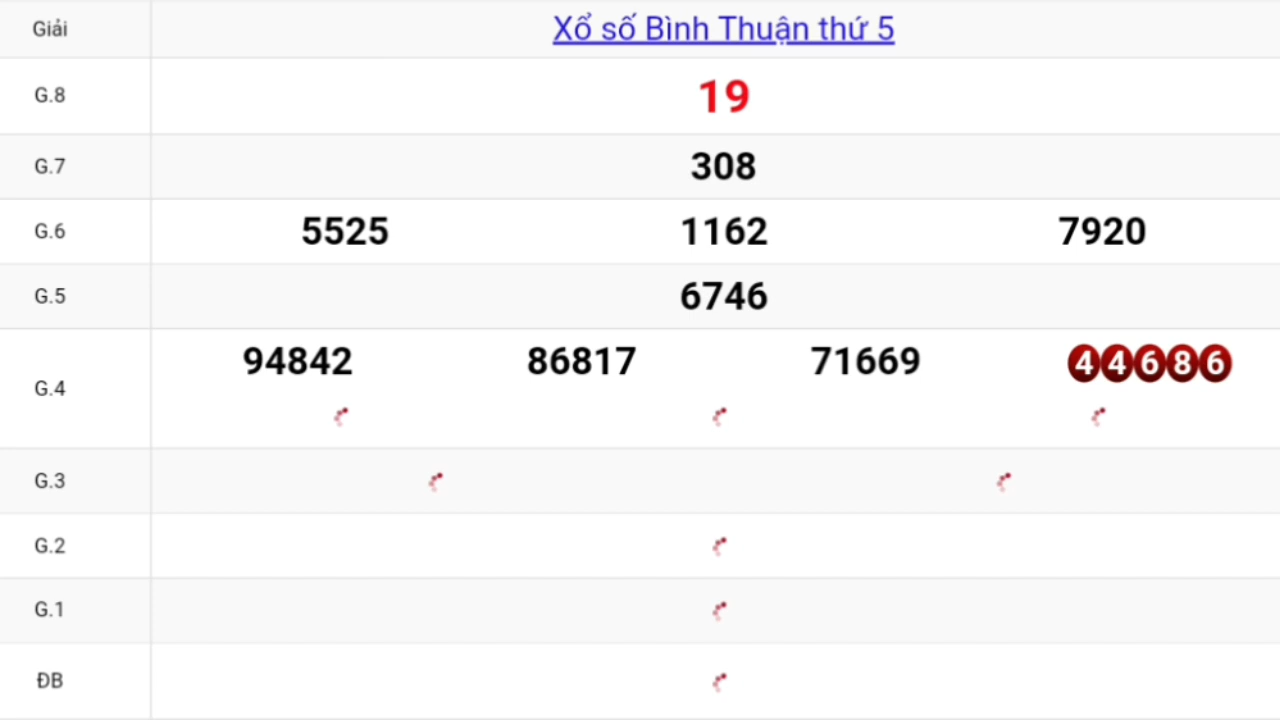 Giải Xổ số Bình Thuận thứ 5
G.8 19
G.7 308
G.6 5525 1162 7920
G.5 6746
G.4 94842 86817 71669 44686
G.3
G.2
G.1
ĐB